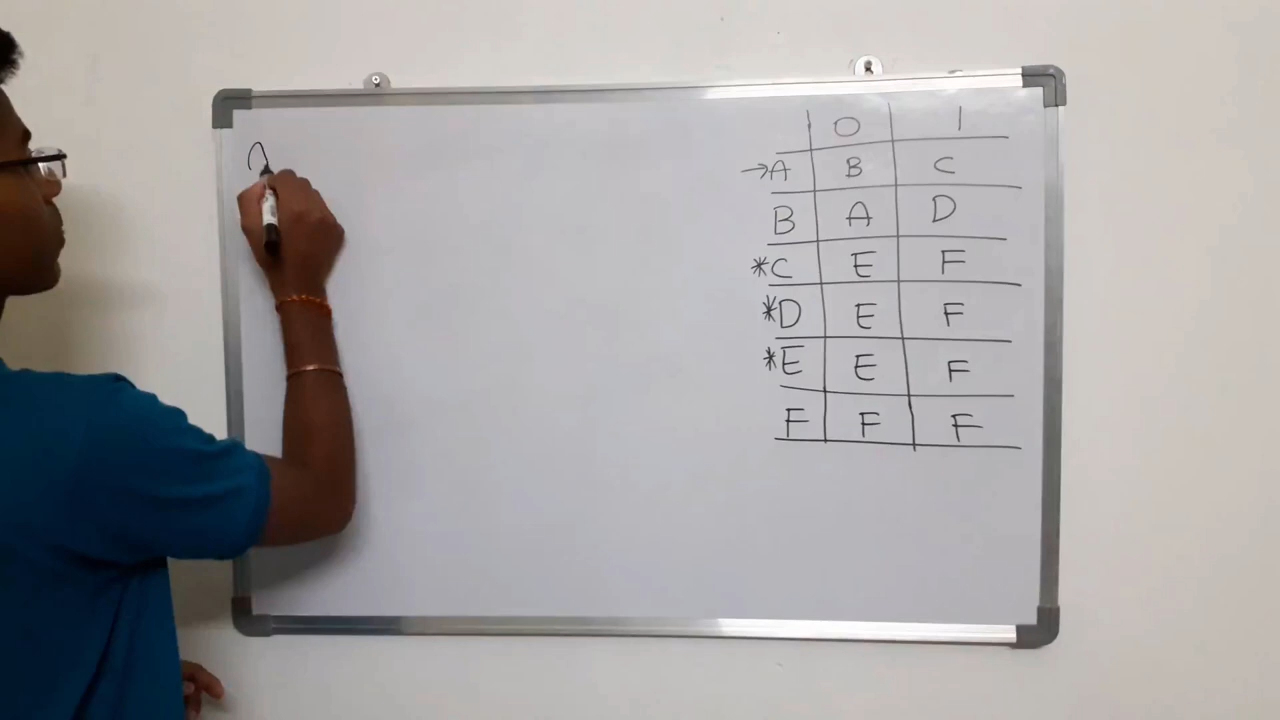 0 1
→A B C
B A D
*C E F
*D E F
*E E F
F F F